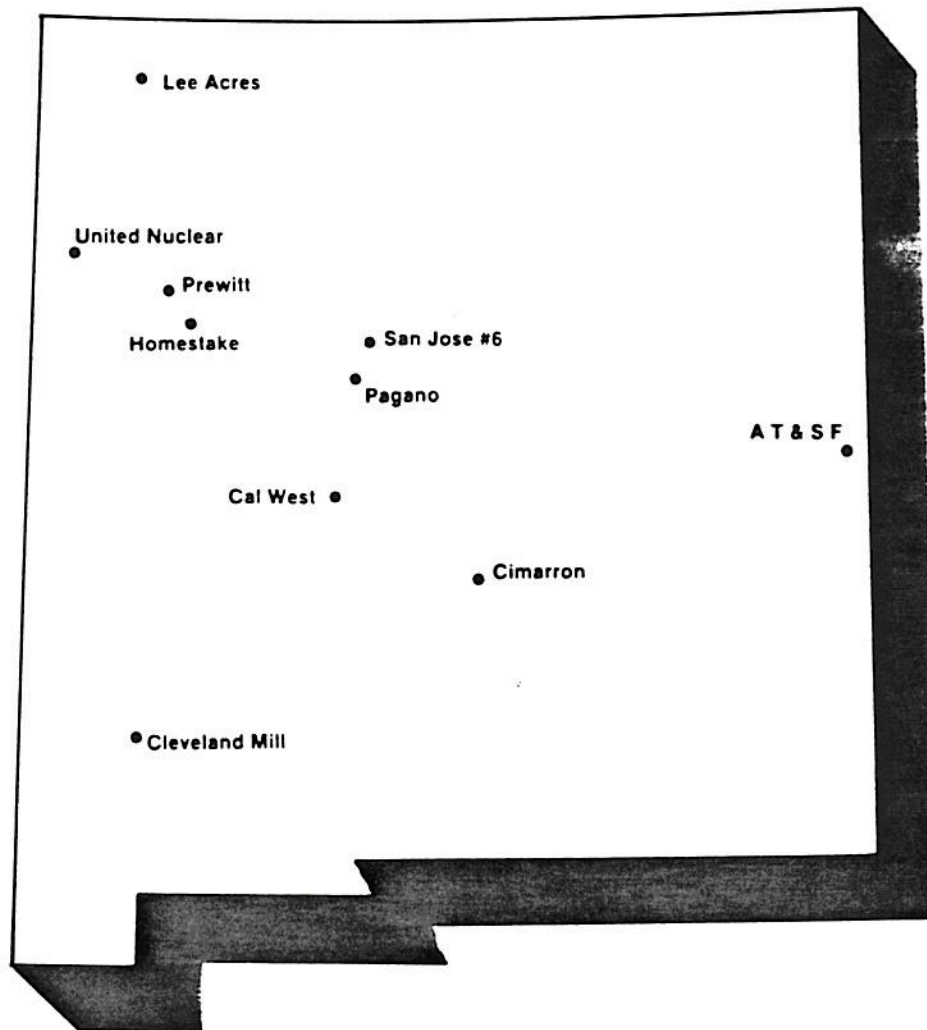 Lee Acres
United Nuclear
Prewitt
Homestake
San Jose #6
Pagano
A T & S F
Cal West
Cimarron
Cleveland Mill